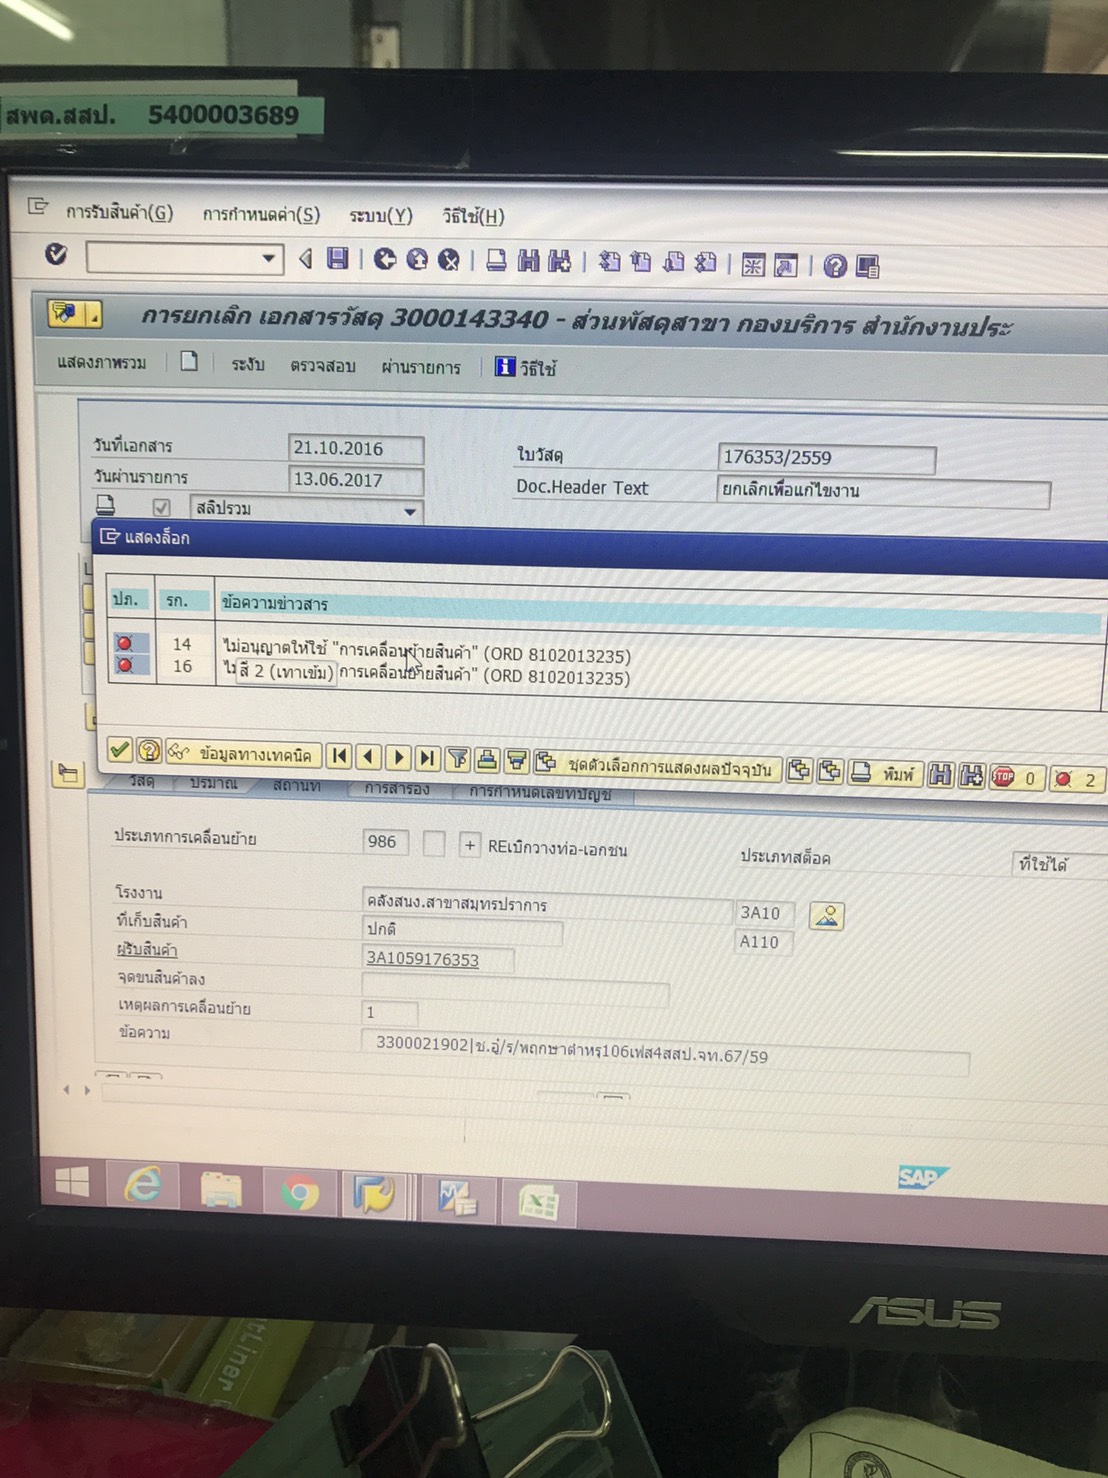 สพด.สสป. 5400003689
การรับสินค้า(G) การกำหนดค่า(S) ระบบ(Y) วิธีใช้(H)
การยกเลิก เอกสารวัสดุ 3000143340 - ส่วนพัสดุสาขา กองบริการ สำนักงานประ
แสดงภาพรวม ระงับ ตรวจสอบ ผ่านรายการ วิธีใช้
วันที่เอกสาร 21.10.2016 ใบวัสดุ 176353/2559
วันผ่านรายการ 13.06.2017 Doc.Header Text ยกเลิกเพื่อแก้ไขงาน
สลิปรวม
แสดงล็อก
ปภ. รก. ข้อความข่าวสาร
14 ไม่อนุญาตให้ใช้ "การเคลื่อนย้ายสินค้า" (ORD 8102013235)
16 ไม่ สี 2 (เทาเข้ม) การเคลื่อนย้ายสินค้า" (ORD 8102013235)
ข้อมูลทางเทคนิค ชุดตัวเลือกการแสดงผลปัจจุบัน พิมพ์ STOP 0 2
วัสดุ ปริมาณ สถานที่ การสำรอง การกำหนดเลขที่บัญชี
ประเภทการเคลื่อนย้าย 986 + REเบิกวางท่อ-เอกชน ประเภทสต็อค ที่ใช้ได้
โรงงาน คลังสนง.สาขาสมุทรปราการ 3A10
ที่เก็บสินค้า ปกติ A110
ผู้รับสินค้า 3A1059176353
จุดขนสินค้าลง
เหตุผลการเคลื่อนย้าย 1
ข้อความ 3300021902|ช.อู๋/ร/พฤกษาตำหรุ106เฟส4สสป.จท.67/59
SAP
ASUS